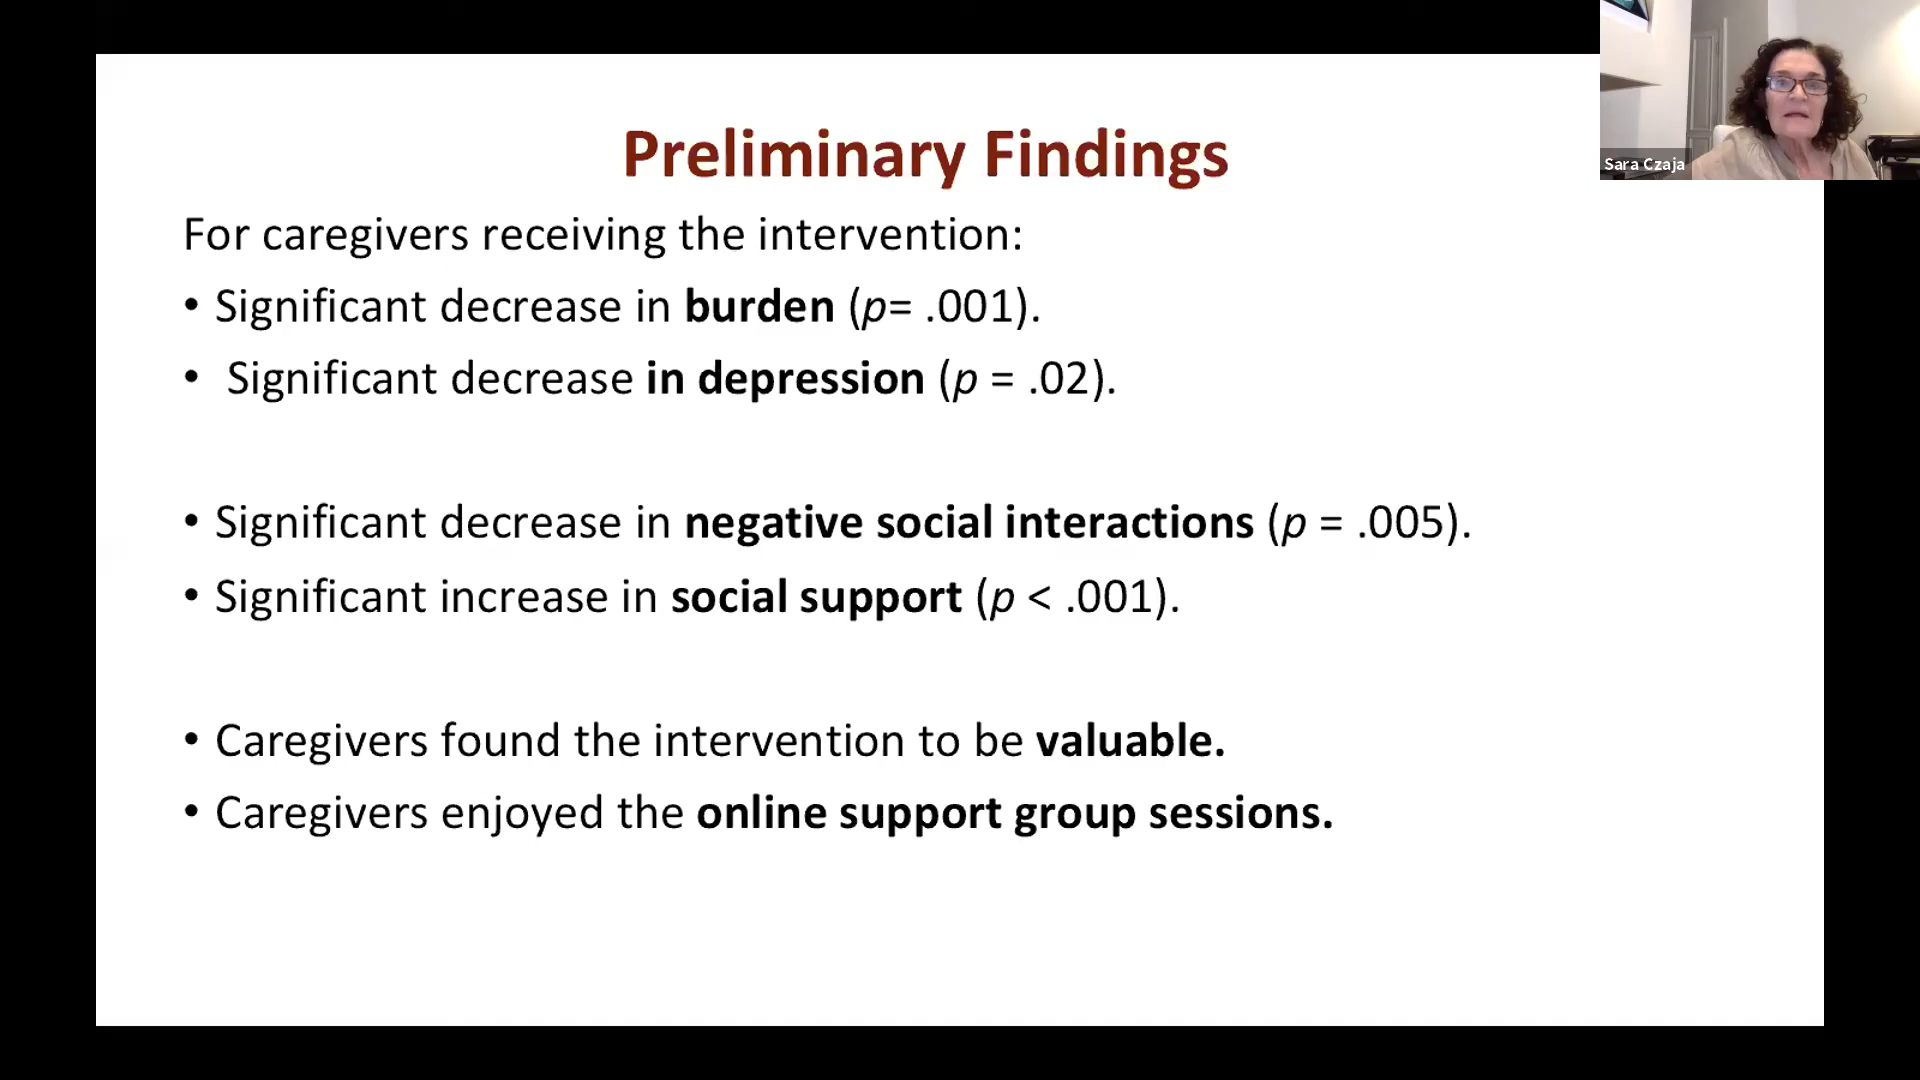 Preliminary Findings
For caregivers receiving the intervention:
• Significant decrease in burden (p= .001).
• Significant decrease in depression (p = .02).
• Significant decrease in negative social interactions (p = .005).
• Significant increase in social support (p < .001).
• Caregivers found the intervention to be valuable.
• Caregivers enjoyed the online support group sessions.
Sara Czaja